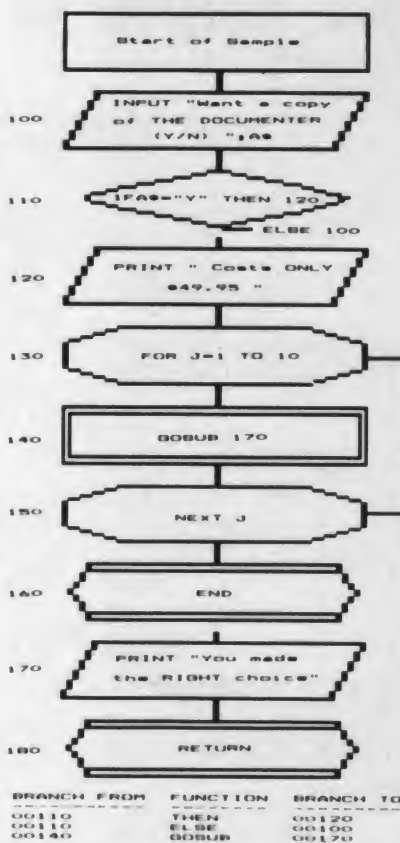 Start of Sample
100
INPUT "Want a copy
of THE DOCUMENTER
(Y/N) ";A$
110
IFA$="Y" THEN 120
ELSE 100
120
PRINT " Costs ONLY
$49.95 "
130
FOR J=1 TO 10
140
GOSUB 170
150
NEXT J
160
END
170
PRINT "You made
the RIGHT choice"
180
RETURN
BRANCH FROM FUNCTION BRANCH TO
00110 THEN 00120
00110 ELSE 00100
00140 GOSUB 00170